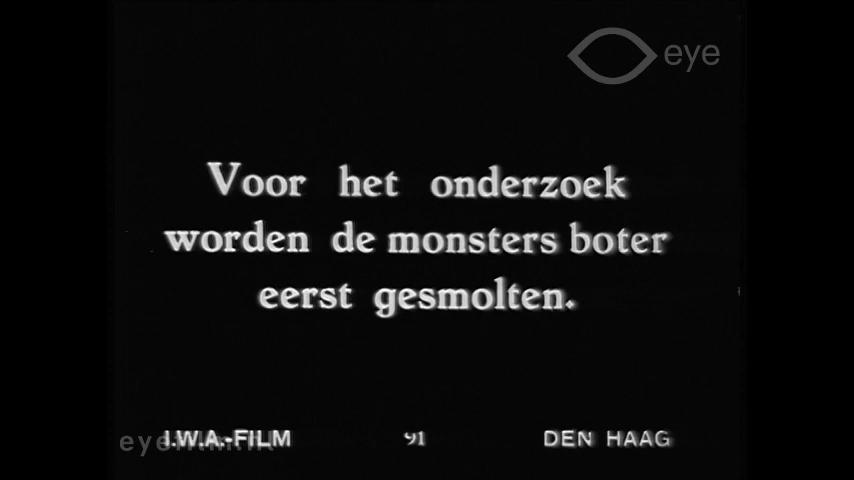 eye
Voor het onderzoek
worden de monsters boter
eerst gesmolten.
I.W.A.-FILM 91 DEN HAAG